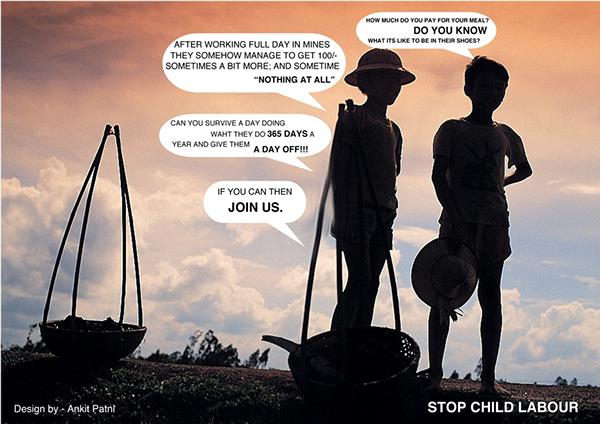 AFTER WORKING FULL DAY IN MINES
THEY SOMEHOW MANAGE TO GET 100/-
SOMETIMES A BIT MORE; AND SOMETIME
“NOTHING AT ALL”
HOW MUCH DO YOU PAY FOR YOUR MEAL?
DO YOU KNOW
WHAT ITS LIKE TO BE IN THEIR SHOES?
CAN YOU SURVIVE A DAY DOING
WAHT THEY DO 365 DAYS A
YEAR AND GIVE THEM A DAY OFF!!!
IF YOU CAN THEN
JOIN US.
Design by - Ankit Patni
STOP CHILD LABOUR